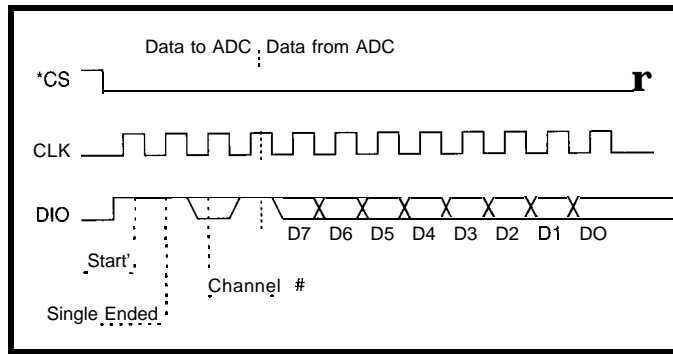 Data to ADC Data from ADC
*CS r
CLK
DIO
D7 D6 D5 D4 D3 D2 D1 DO
Start'
Channel #
Single Ended